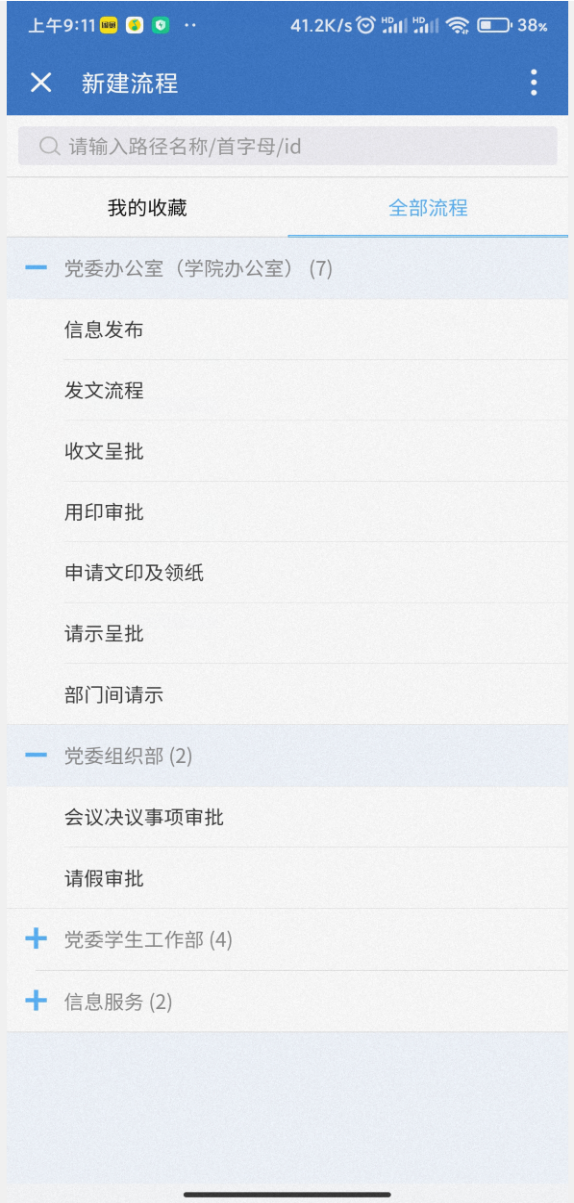 上午9:11
41.2K/s
HD
HD
38%
新建流程
请输入路径名称/首字母/id
我的收藏
全部流程
党委办公室（学院办公室） (7)
信息发布
发文流程
收文呈批
用印审批
申请文印及领纸
请示呈批
部门间请示
党委组织部 (2)
会议决议事项审批
请假审批
党委学生工作部 (4)
信息服务 (2)